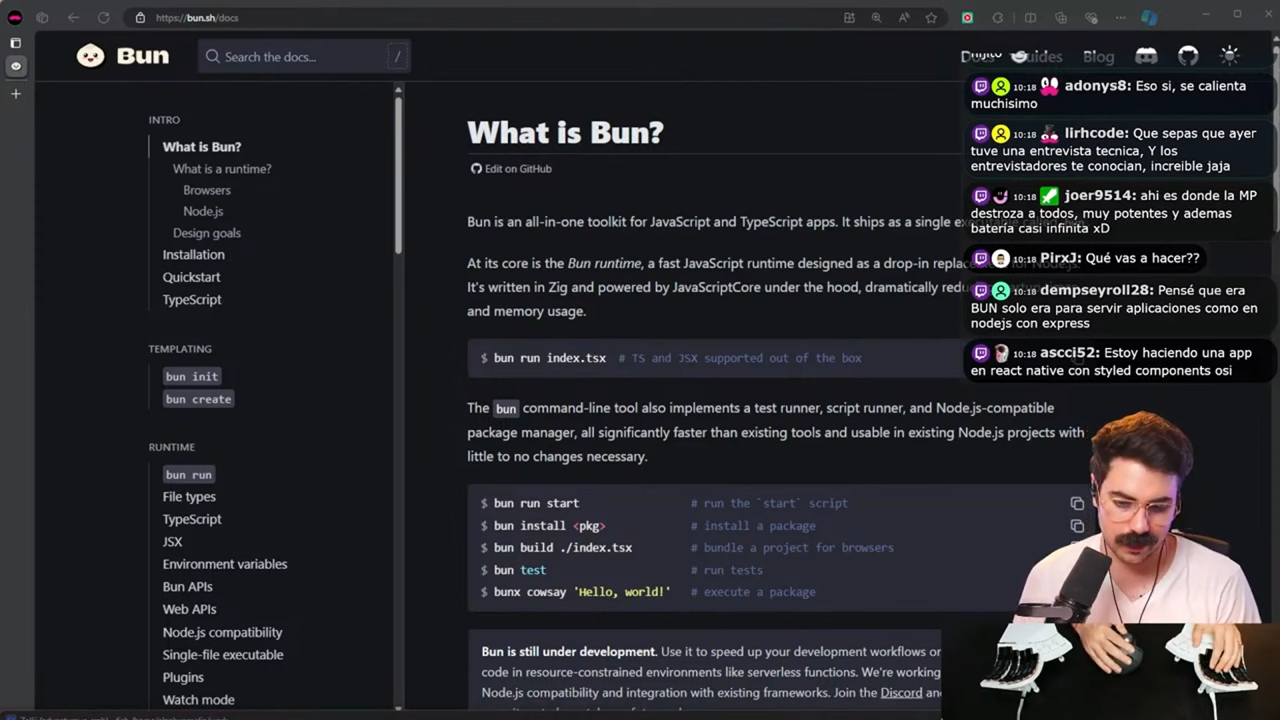 https://bun.sh/docs
Bun
Search the docs...
/
Guides
Blog
INTRO
What is Bun?
What is a runtime?
Browsers
Node.js
Design goals
Installation
Quickstart
TypeScript
TEMPLATING
bun init
bun create
RUNTIME
bun run
File types
TypeScript
JSX
Environment variables
Bun APIs
Web APIs
Node.js compatibility
Single-file executable
Plugins
Watch mode
What is Bun?
Edit on GitHub
Bun is an all-in-one toolkit for JavaScript and TypeScript apps. It ships as a single
At its core is the Bun runtime, a fast JavaScript runtime designed as a drop-in
It's written in Zig and powered by JavaScriptCore under the hood, dramatically
and memory usage.
$ bun run index.tsx # TS and JSX supported out of the box
The bun command-line tool also implements a test runner, script runner, and Node.js-compatible
package manager, all significantly faster than existing tools and usable in existing Node.js projects with
little to no changes necessary.
$ bun run start # run the `start` script
$ bun install <pkg> # install a package
$ bun build ./index.tsx # bundle a project for browsers
$ bun test # run tests
$ bunx cowsay 'Hello, world!' # execute a package
Bun is still under development. Use it to speed up your development workflows or
code in resource-constrained environments like serverless functions. We're working
Node.js compatibility and integration with existing frameworks. Join the Discord and
10:18 adonys8: Eso si, se calienta
muchisimo
10:18 lirhcode: Que sepas que ayer
tuve una entrevista tecnica, Y los
entrevistadores te conocian, increible jaja
10:18 joer9514: ahi es donde la MP
destroza a todos, muy potentes y ademas
batería casi infinita xD
10:18 PirxJ: Qué vas a hacer??
10:18 dempseyroll28: Pensé que era
BUN solo era para servir aplicaciones como en
nodejs con express
10:18 ascci52: Estoy haciendo una app
en react native con styled components osi